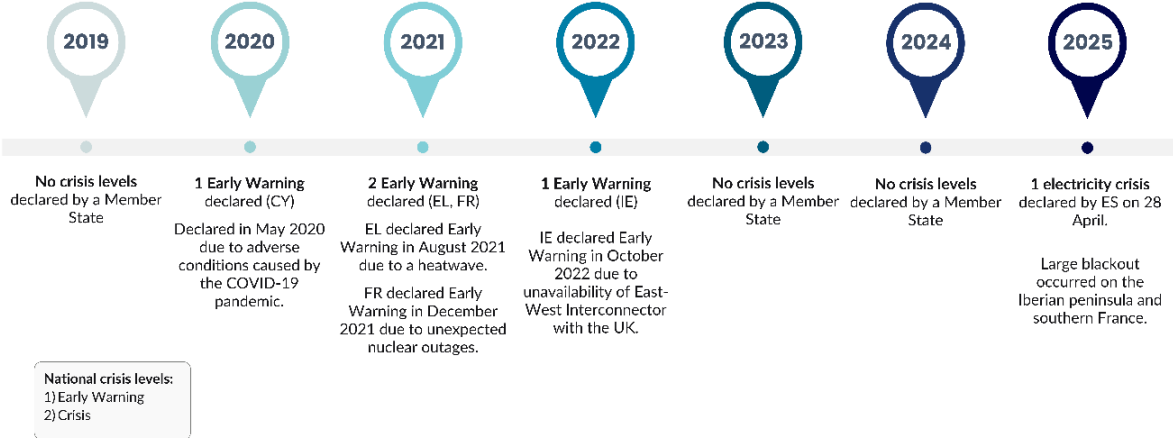 2019
2020
2021
2022
2023
2024
2025
No crisis levels
declared by a Member
State
1 Early Warning
declared (CY)
Declared in May 2020
due to adverse
conditions caused by
the COVID-19
pandemic.
2 Early Warning
declared (EL, FR)
EL declared Early
Warning in August 2021
due to a heatwave.
FR declared Early
Warning in December
2021 due to unexpected
nuclear outages.
1 Early Warning
declared (IE)
IE declared Early
Warning in October
2022 due to
unavailability of East-
West Interconnector
with the UK.
No crisis levels
declared by a Member
State
No crisis levels
declared by a Member
State
1 electricity crisis
declared by ES on 28
April.
Large blackout
occurred on the
Iberian peninsula and
southern France.
National crisis levels:
1) Early Warning
2) Crisis